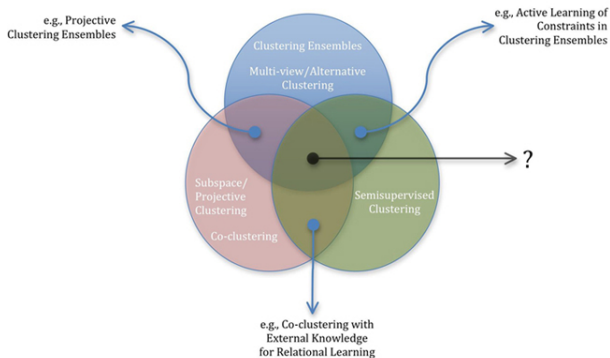 e.g., Projective
Clustering Ensembles
e.g., Active Learning of
Constraints in
Clustering Ensembles
Clustering Ensembles
Multi-view/Alternative
Clustering
?
Subspace/
Projective
Clustering
Co-clustering
Semisupervised
Clustering
e.g., Co-clustering with
External Knowledge
for Relational Learning